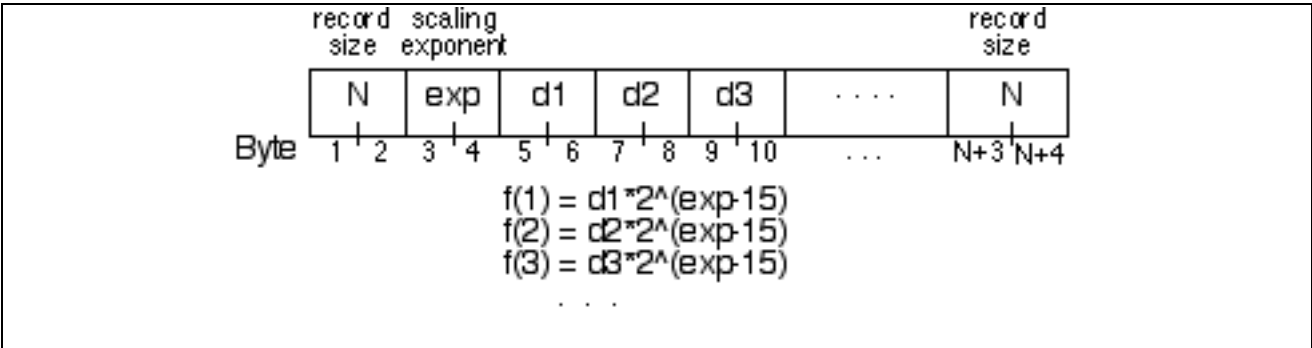 record scaling record
size exponent size
N exp d1 d2 d3 . . . . N
Byte 1 2 3 4 5 6 7 8 9 10 . . . N+3 N+4
f(1) = d1*2^(exp-15)
f(2) = d2*2^(exp-15)
f(3) = d3*2^(exp-15)
. . .